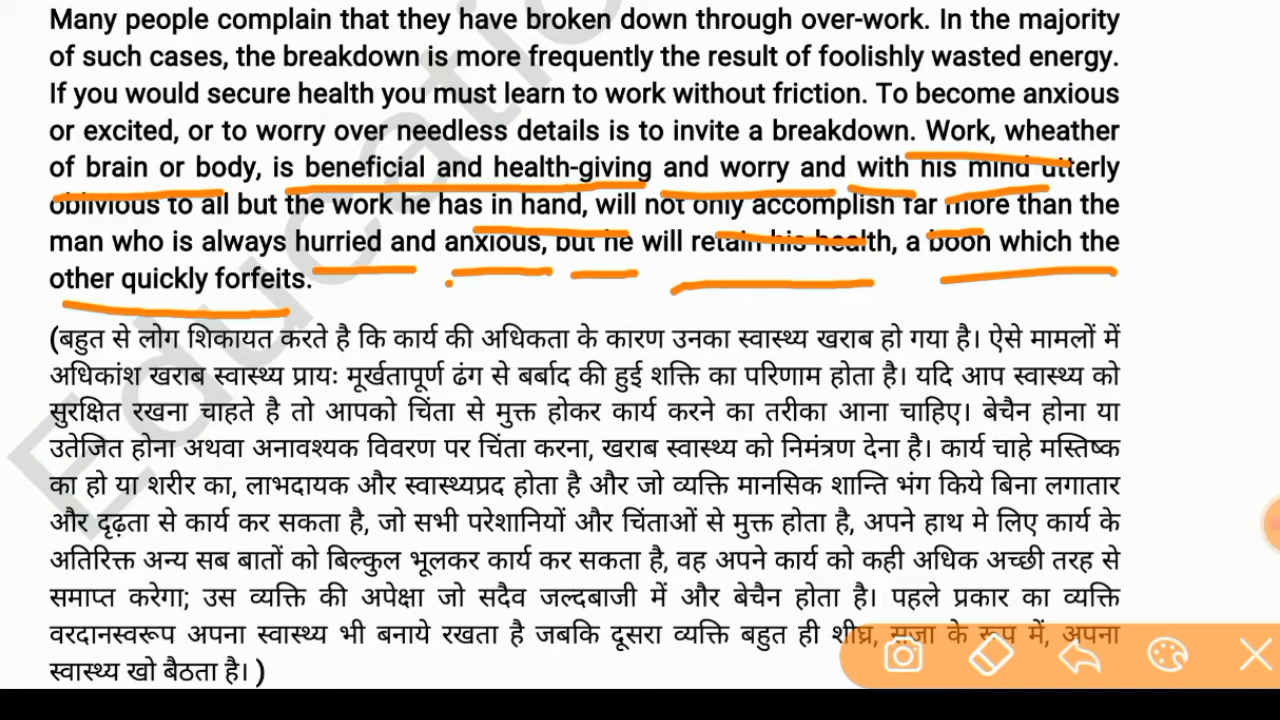 Many people complain that they have broken down through over-work. In the majority
of such cases, the breakdown is more frequently the result of foolishly wasted energy.
If you would secure health you must learn to work without friction. To become anxious
or excited, or to worry over needless details is to invite a breakdown. Work, wheather
of brain or body, is beneficial and health-giving and worry and with his mind utterly
oblivious to all but the work he has in hand, will not only accomplish far more than the
man who is always hurried and anxious, but he will retain his health, a boon which the
other quickly forfeits.
(बहुत से लोग शिकायत करते है कि कार्य की अधिकता के कारण उनका स्वास्थ्य खराब हो गया है। ऐसे मामलों में
अधिकांश खराब स्वास्थ्य प्रायः मूर्खतापूर्ण ढंग से बर्बाद की हुई शक्ति का परिणाम होता है। यदि आप स्वास्थ्य को
सुरक्षित रखना चाहते है तो आपको चिंता से मुक्त होकर कार्य करने का तरीका आना चाहिए। बेचैन होना या
उतेजित होना अथवा अनावश्यक विवरण पर चिंता करना, खराब स्वास्थ्य को निमंत्रण देना है। कार्य चाहे मस्तिष्क
का हो या शरीर का, लाभदायक और स्वास्थ्यप्रद होता है और जो व्यक्ति मानसिक शान्ति भंग किये बिना लगातार
और दृढ़ता से कार्य कर सकता है, जो सभी परेशानियों और चिंताओं से मुक्त होता है, अपने हाथ मे लिए कार्य के
अतिरिक्त अन्य सब बातों को बिल्कुल भूलकर कार्य कर सकता है, वह अपने कार्य को कही अधिक अच्छी तरह से
समाप्त करेगा; उस व्यक्ति की अपेक्षा जो सदैव जल्दबाजी में और बेचैन होता है। पहले प्रकार का व्यक्ति
वरदानस्वरूप अपना स्वास्थ्य भी बनाये रखता है जबकि दूसरा व्यक्ति बहुत ही शीघ्र, सजा के रूप में, अपना
स्वास्थ्य खो बैठता है। )